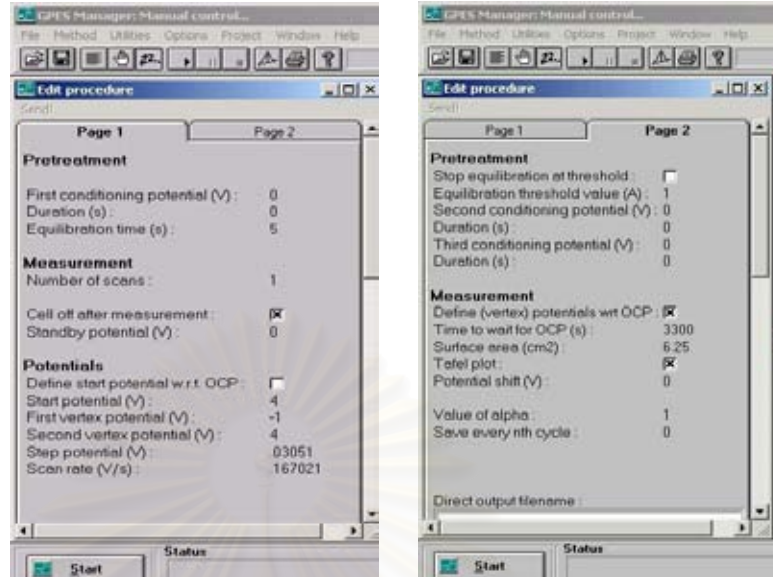 GPES Manager: Manual control...
File Method Utilities Options Project Window Help
Edit procedure
Send!
Page 1 Page 2
Pretreatment
First conditioning potential (V) : 0
Duration (s) : 0
Equilibration time (s) : 5
Measurement
Number of scans : 1
Cell off after measurement :
Standby potential (V) : 0
Potentials
Define start potential w.r.t. OCP :
Start potential (V) : 4
First vertex potential (V) : -1
Second vertex potential (V) : 4
Step potential (V) : .03051
Scan rate (V/s) : .167021
Status
Start
GPES Manager: Manual control...
File Method Utilities Options Project Window Help
Edit procedure
Send!
Page 1 Page 2
Pretreatment
Stop equilibration at threshold :
Equilibration threshold value (A) : 1
Second conditioning potential (V) : 0
Duration (s) : 0
Third conditioning potential (V) : 0
Duration (s) : 0
Measurement
Define (vertex) potentials wrt OCP :
Time to wait for OCP (s) : 3300
Surface area (cm2) : 6.25
Tafel plot :
Potential shift (V) : 0
Value of alpha : 1
Save every nth cycle : 0
Direct output filename :
Status
Start